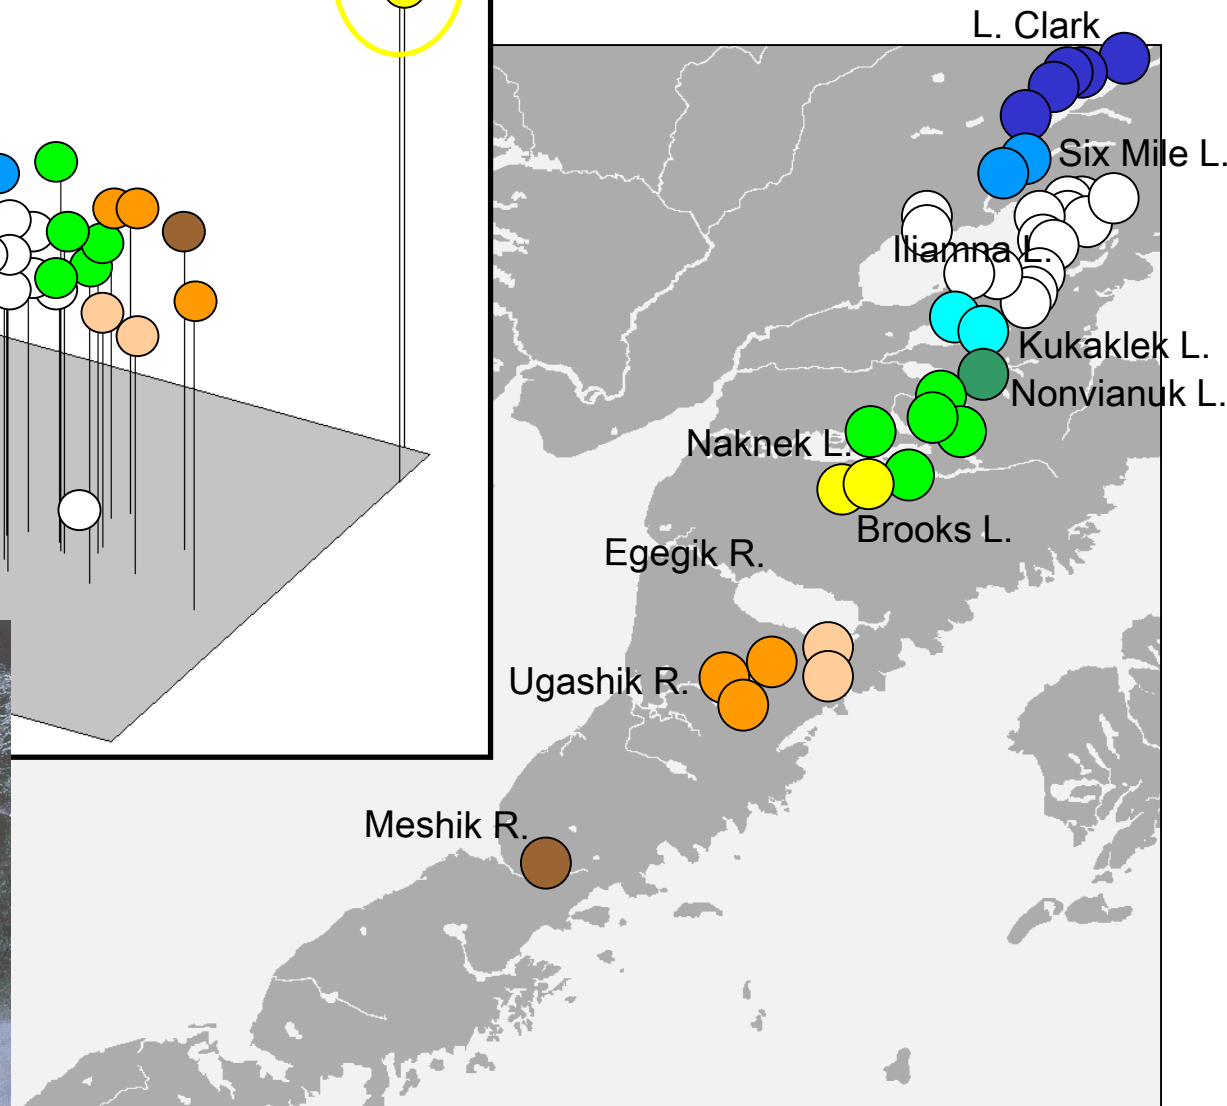 L. Clark
Six Mile L.
Iliamna L.
Kukaklek L.
Nonvianuk L.
Naknek L.
Brooks L.
Egegik R.
Ugashik R.
Meshik R.